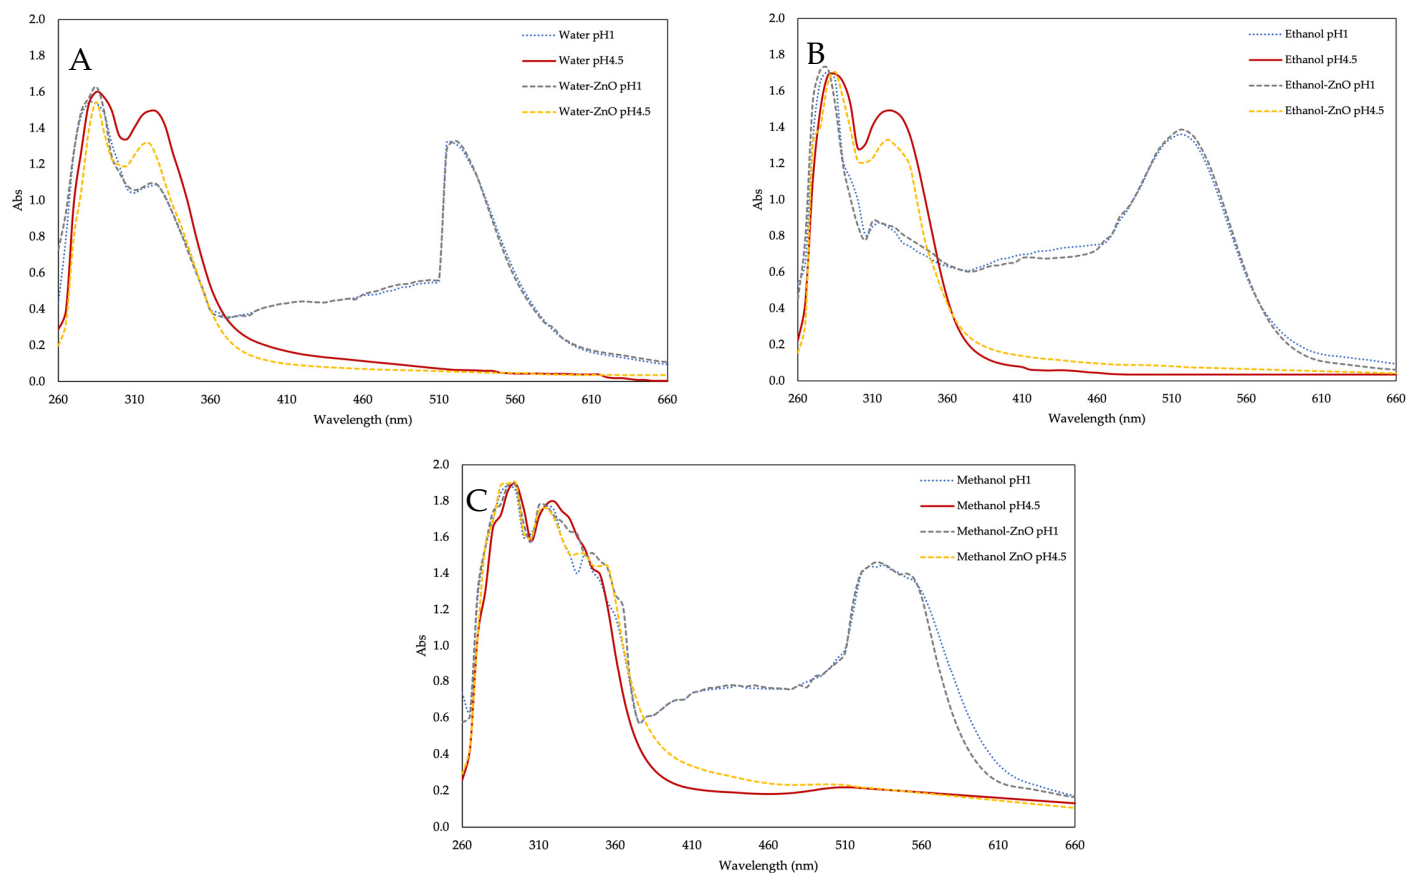 A
2.0
1.8
1.6
1.4
1.2
1.0
0.8
0.6
0.4
0.2
0.0
Abs
260
310
360
410
460
510
560
610
660
Wavelength (nm)
Water pH1
Water pH4.5
Water-ZnO pH1
Water-ZnO pH4.5
B
2.0
1.8
1.6
1.4
1.2
1.0
0.8
0.6
0.4
0.2
0.0
Abs
260
310
360
410
460
510
560
610
660
Wavelength (nm)
Ethanol pH1
Ethanol pH4.5
Ethanol-ZnO pH1
Ethanol-ZnO pH4.5
C
2.0
1.8
1.6
1.4
1.2
1.0
0.8
0.6
0.4
0.2
0.0
Abs
260
310
360
410
460
510
560
610
660
Wavelength (nm)
Methanol pH1
Methanol pH4.5
Methanol-ZnO pH1
Methanol ZnO pH4.5